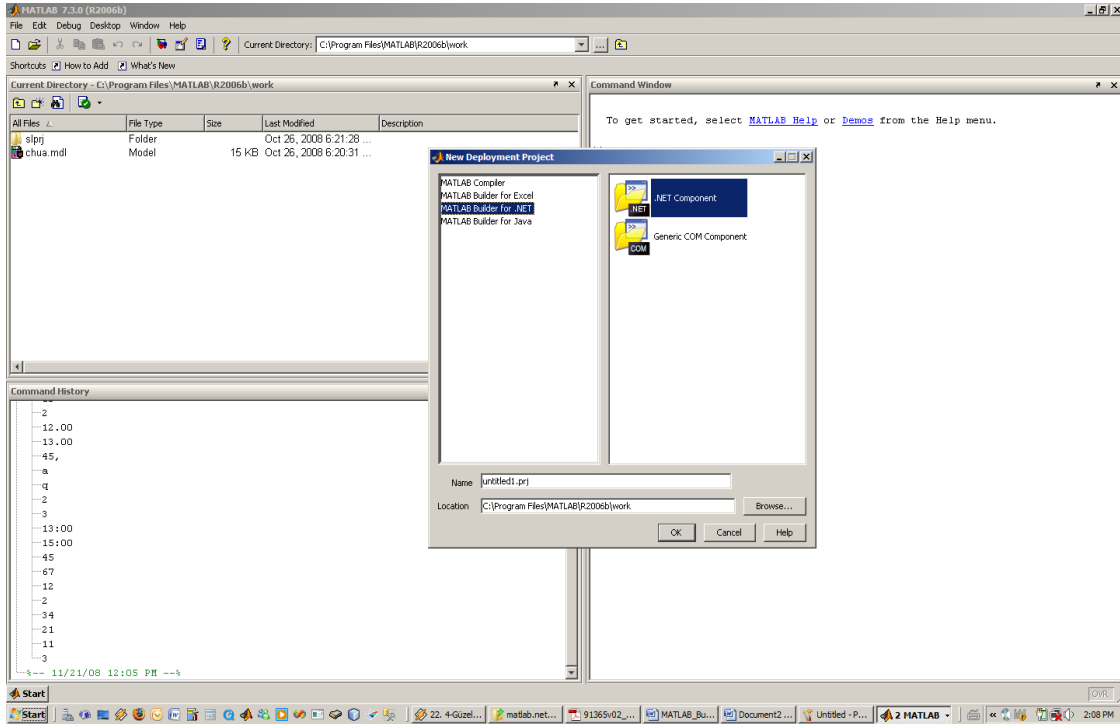 MATLAB 7.3.0 (R2006b)
File Edit Debug Desktop Window Help
Current Directory: C:\Program Files\MATLAB\R2006b\work
Shortcuts How to Add What's New
Current Directory - C:\Program Files\MATLAB\R2006b\work
All Files File Type Size Last Modified Description
slprj Folder Oct 26, 2008 6:21:28 ...
chua.mdl Model 15 KB Oct 26, 2008 6:20:31 ...
Command History
2
12.00
13.00
45,
a
q
2
3
13:00
15:00
45
67
12
2
34
21
11
3
%-- 11/21/08 12:05 PM --%
Command Window
To get started, select MATLAB Help or Demos from the Help menu.
New Deployment Project
MATLAB Compiler
MATLAB Builder for Excel
MATLAB Builder for .NET
MATLAB Builder for Java
.NET Component
.NET
Generic COM Component
COM
Name untitled1.prj
Location C:\Program Files\MATLAB\R2006b\work Browse...
OK Cancel Help
Start OVR
Start 22. 4-Güzel... matlab.net... 91365v02_... MATLAB_Bu... Document2 ... Untitled - P... 2 MATLAB 2:08 PM